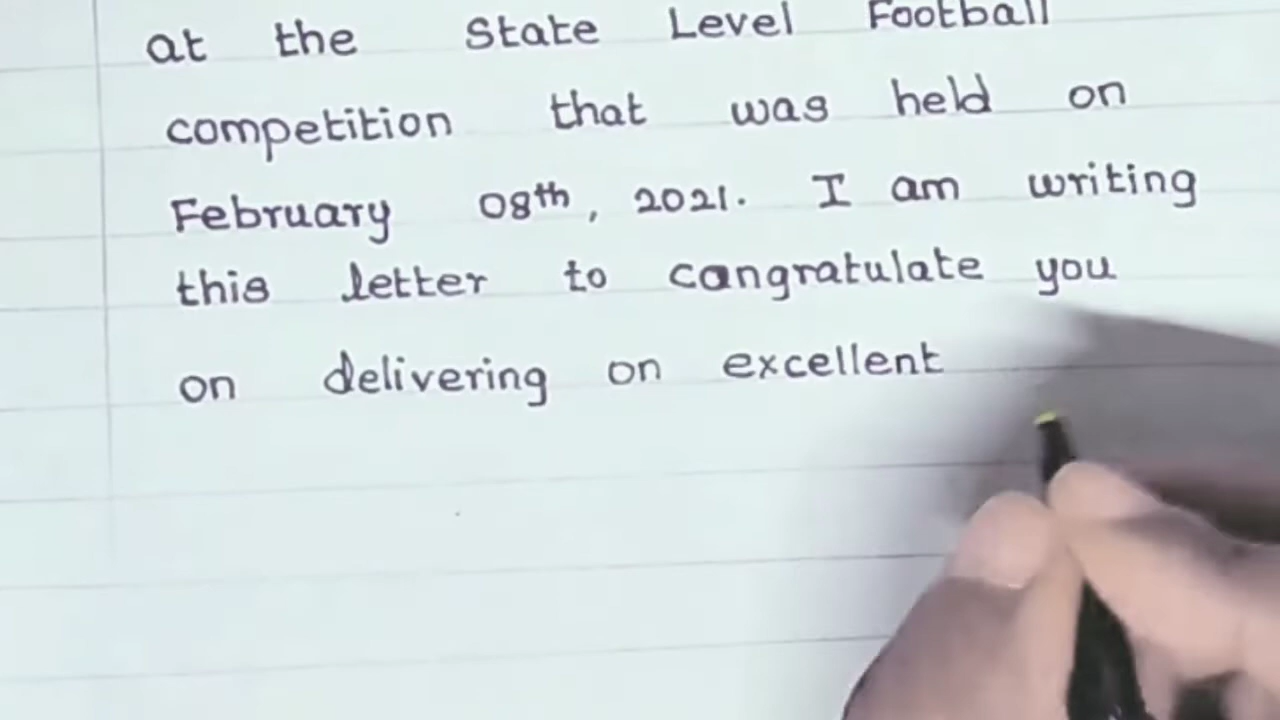 at the State Level Football
competition that was held on
February 08th, 2021. I am writing
this letter to cangratulate you
on delivering on excellent